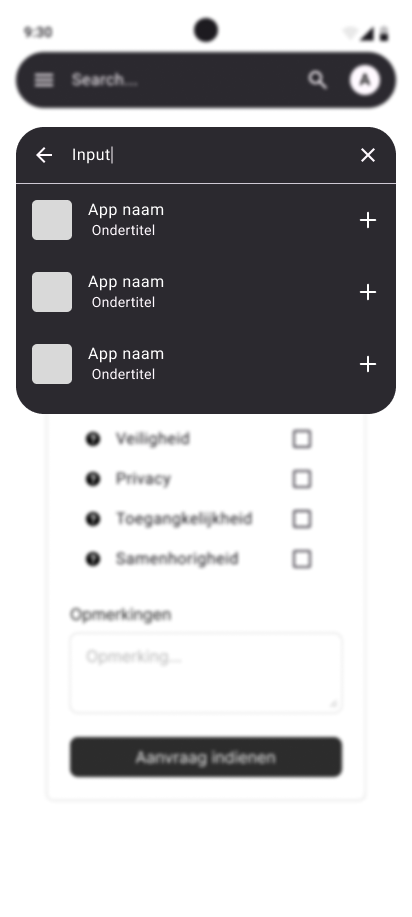 9:30
Search...
A
Input
App naam
Ondertitel
App naam
Ondertitel
App naam
Ondertitel
Veiligheid
Privacy
Toegangkelijkheid
Samenhorigheid
Opmerkingen
Opmerking...
Aanvraag indienen